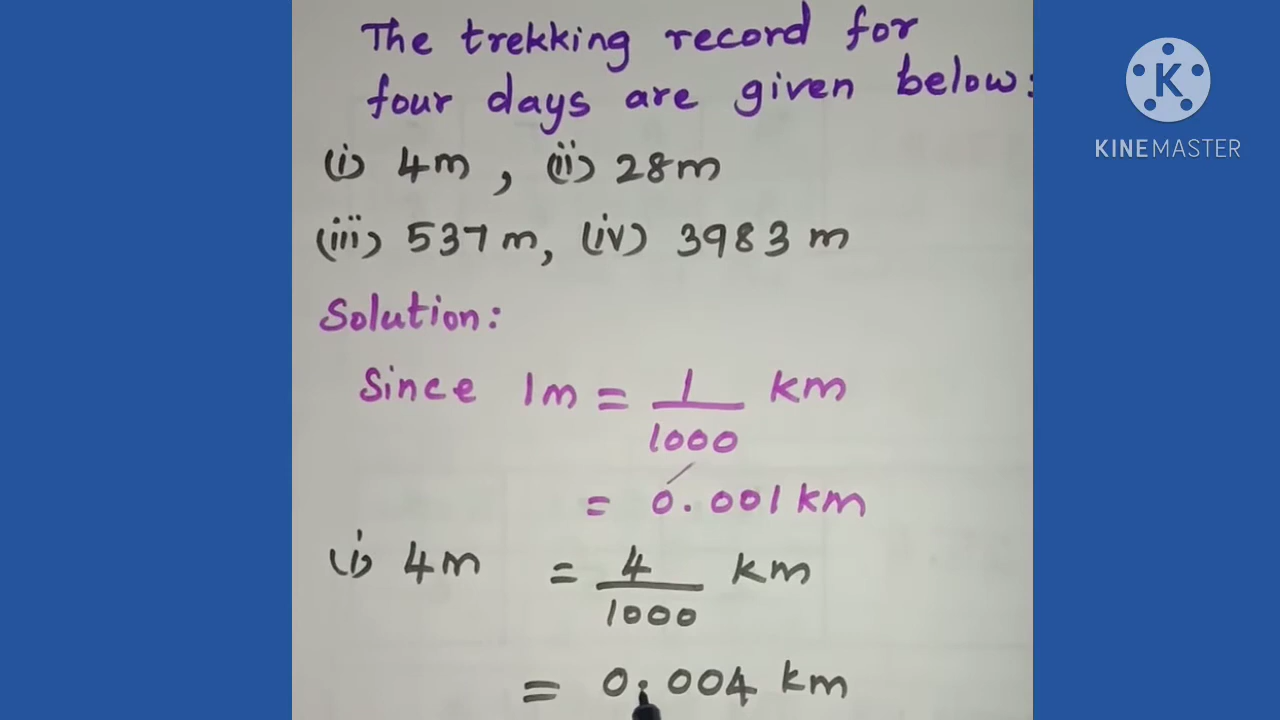 The trekking record for
four days are given below:
(i) 4m, (ii) 28m
(iii) 537 m, (iv) 3983 m
Solution:
Since 1m = 1/1000 km
= 0.001 km
(i) 4m = 4/1000 km
= 0.004 km
K
KINEMASTER